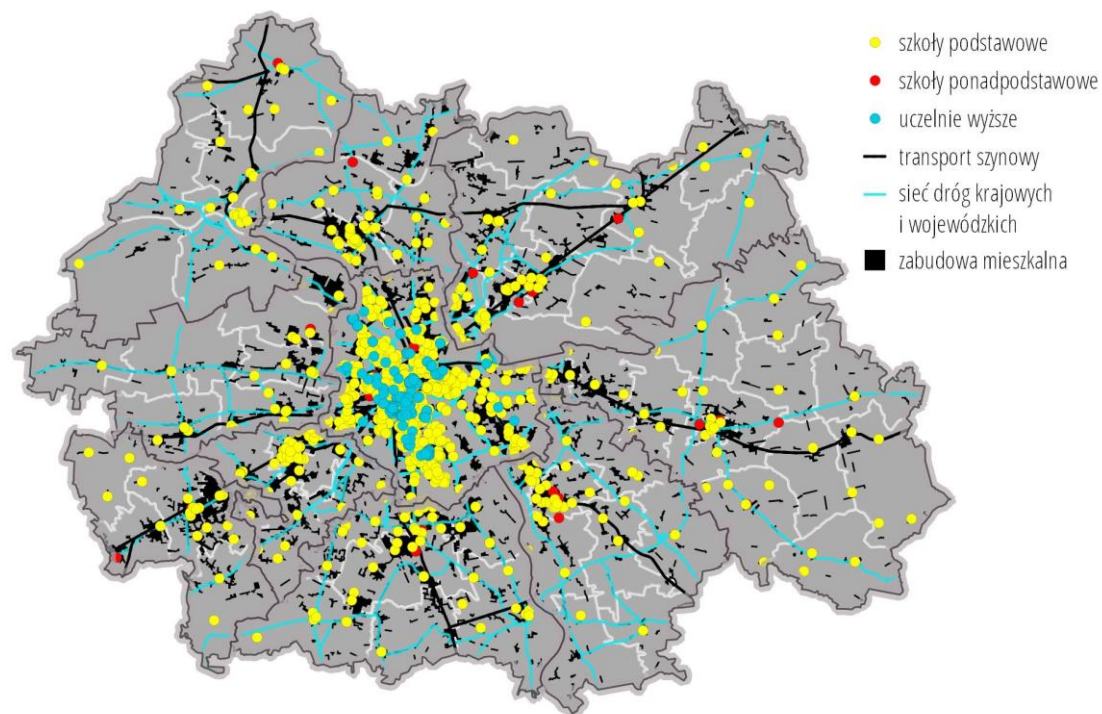 szkoły podstawowe
szkoły ponadpodstawowe
uczelnie wyższe
transport szynowy
sieć dróg krajowych
i wojewódzkich
zabudowa mieszkalna